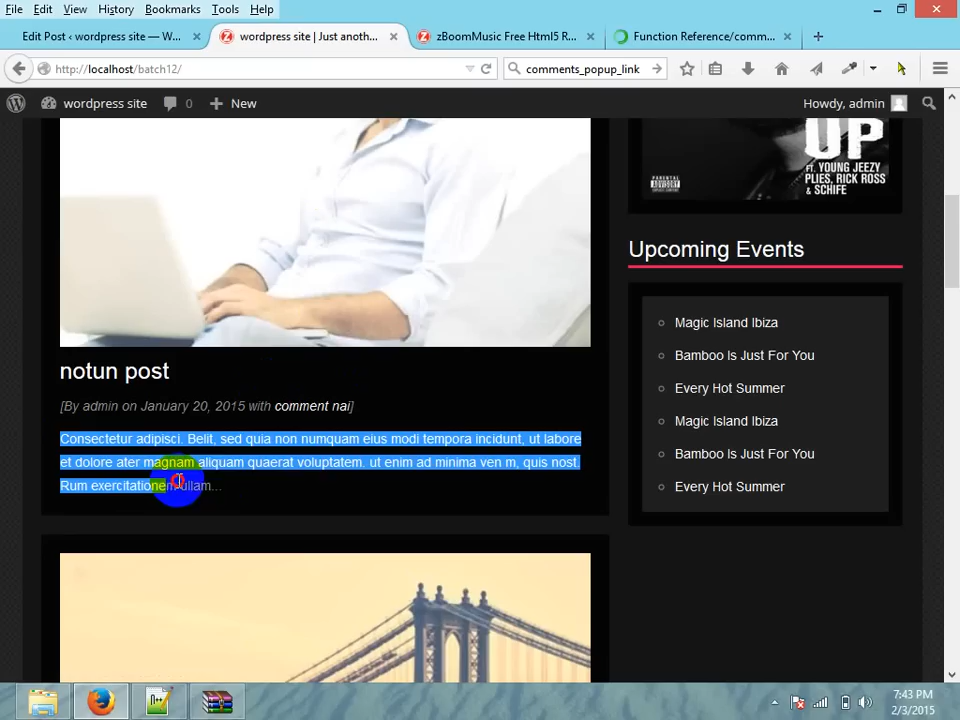 File Edit View History Bookmarks Tools Help
Edit Post ‹ wordpress site — W...
wordpress site | Just anoth...
zBoomMusic Free Html5 R...
Function Reference/comm...
http://localhost/batch12/
comments_popup_link
wordpress site 0 New
Howdy, admin
UP
FT. YOUNG JEEZY
PLIES, RICK ROSS
& SCHIFE
PARENTAL
ADVISORY
Upcoming Events
Magic Island Ibiza
Bamboo Is Just For You
Every Hot Summer
Magic Island Ibiza
Bamboo Is Just For You
Every Hot Summer
notun post
[By admin on January 20, 2015 with comment nai]
Consectetur adipisci. Belit, sed quia non numquam eius modi tempora incidunt, ut labore
et dolore ater magnam aliquam quaerat voluptatem. ut enim ad minima ven m, quis nost.
Rum exercitationem ullam...
7:43 PM
2/3/2015